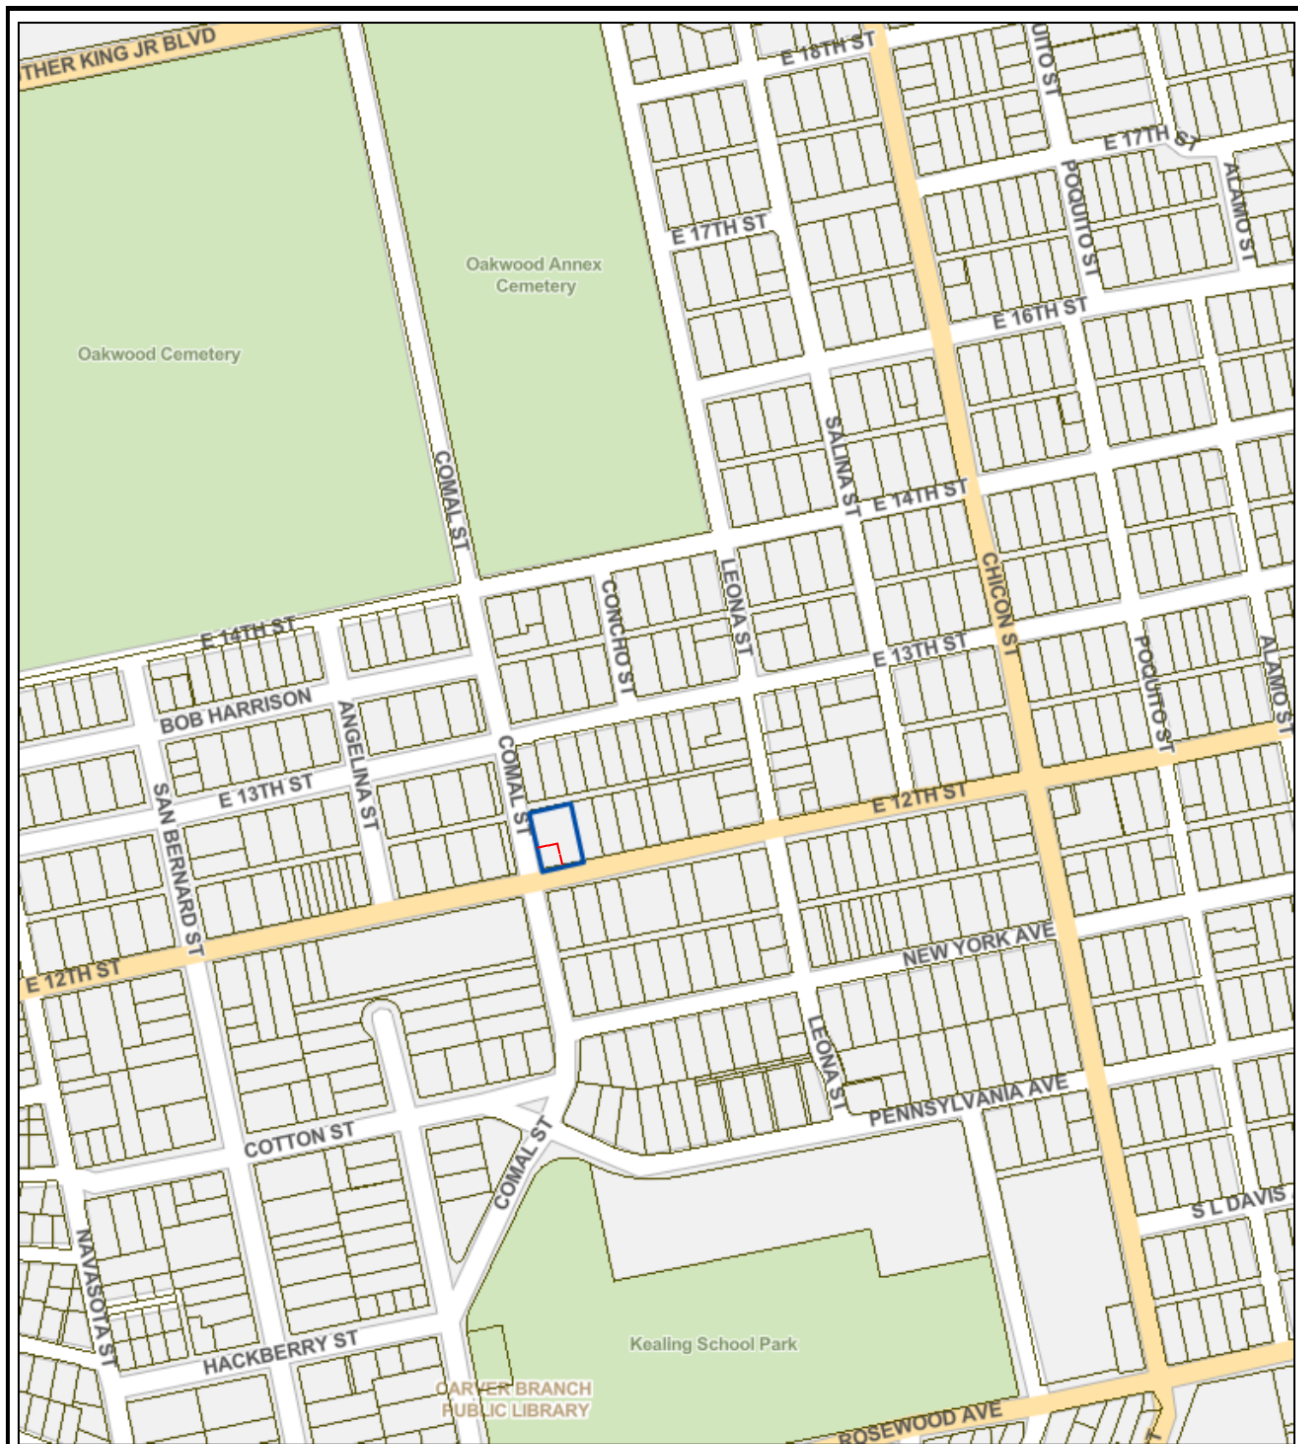 OTHER KING JR BLVD
E 18TH ST
UITO ST
E 17TH ST
ALAMO ST
POQUITO ST
E 17TH ST
Oakwood Annex
Cemetery
E 16TH ST
Oakwood Cemetery
SALINA ST
COMAL ST
E 14TH ST
CHICON ST
LEONA ST
CONCHO ST
E 14TH ST
E 13TH ST
POQUITO ST
ALAMO ST
BOB HARRISON
ANGELINA ST
COMAL ST
E 13TH ST
SAN BERNARD ST
E 12TH ST
NEW YORK AVE
E 12TH ST
LEONA ST
PENNSYLVANIA AVE
COTTON ST
COMAL ST
S L DAVIS
NAVASOTA ST
Kealing School Park
HACKBERRY ST
CARVER BRANCH
PUBLIC LIBRARY
ROSEWOOD AVE
T